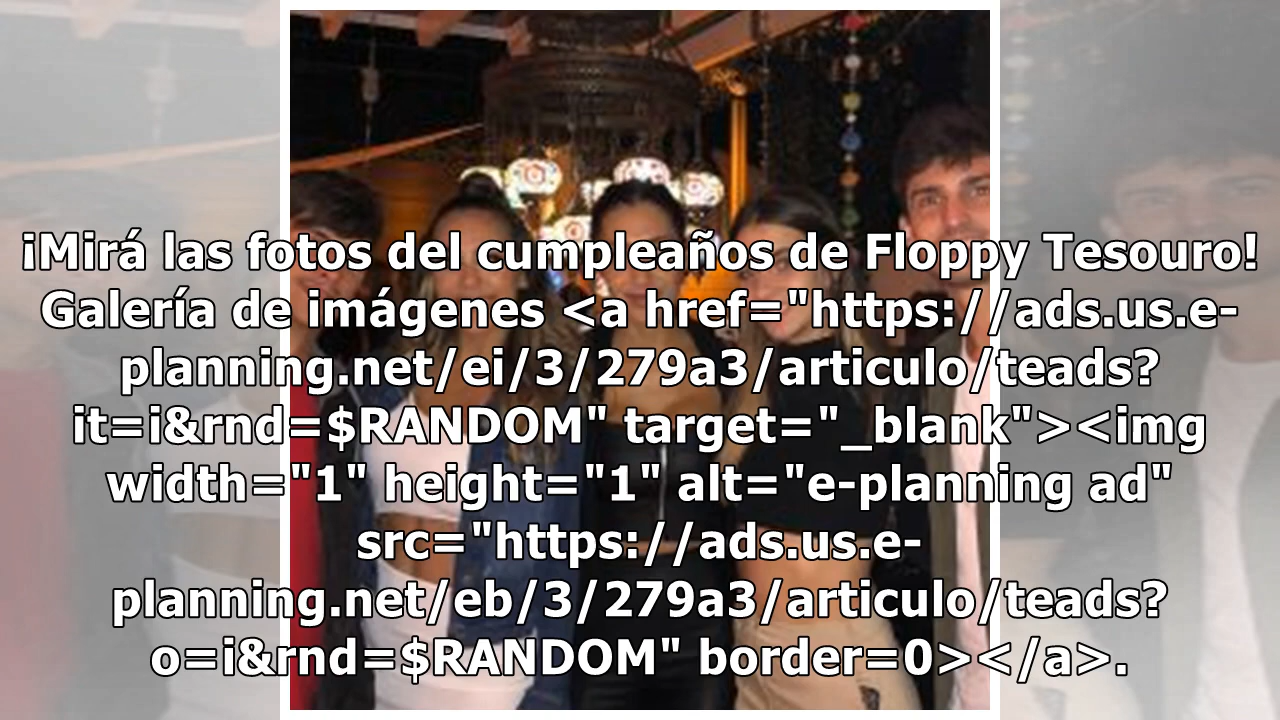 ¡Mirá las fotos del cumpleaños de Floppy Tesouro!
Galería de imágenes <a href="https://ads.us.e-
planning.net/ei/3/279a3/articulo/teads?
it=i&rnd=$RANDOM" target="_blank"><img
width="1" height="1" alt="e-planning ad"
src="https://ads.us.e-
planning.net/eb/3/279a3/articulo/teads?
o=i&rnd=$RANDOM" border=0></a>.